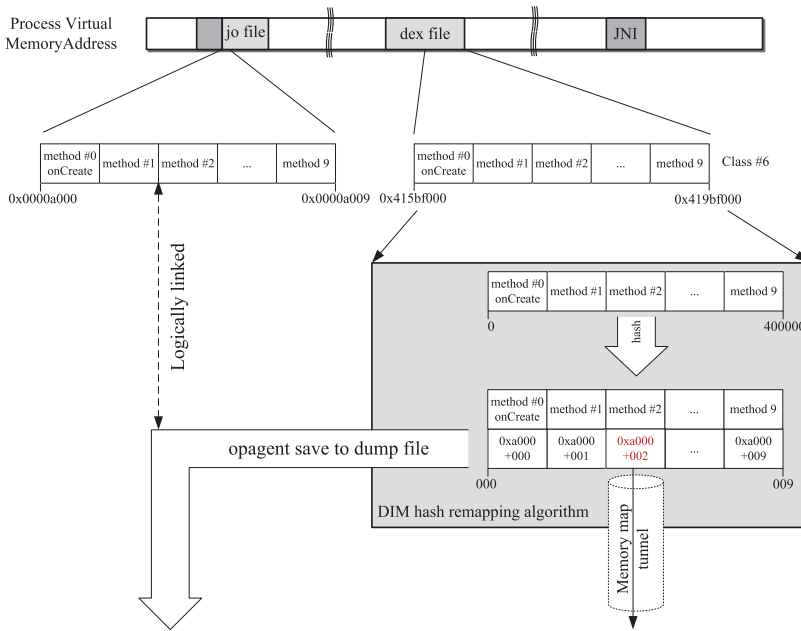 Process Virtual
MemoryAddress
jo file
dex file
JNI
method #0
onCreate
method #1
method #2
...
method 9
0x0000a000
0x0000a009
method #0
onCreate
method #1
method #2
...
method 9
Class #6
0x415bf000
0x419bf000
Logically linked
method #0
onCreate
method #1
method #2
...
method 9
0
400000
hash
method #0
onCreate
method #1
method #2
...
method 9
0xa000
+000
0xa000
+001
0xa000
+002
...
0xa000
+009
000
009
opagent save to dump file
DIM hash remapping algorithm
Memory map
tunnel